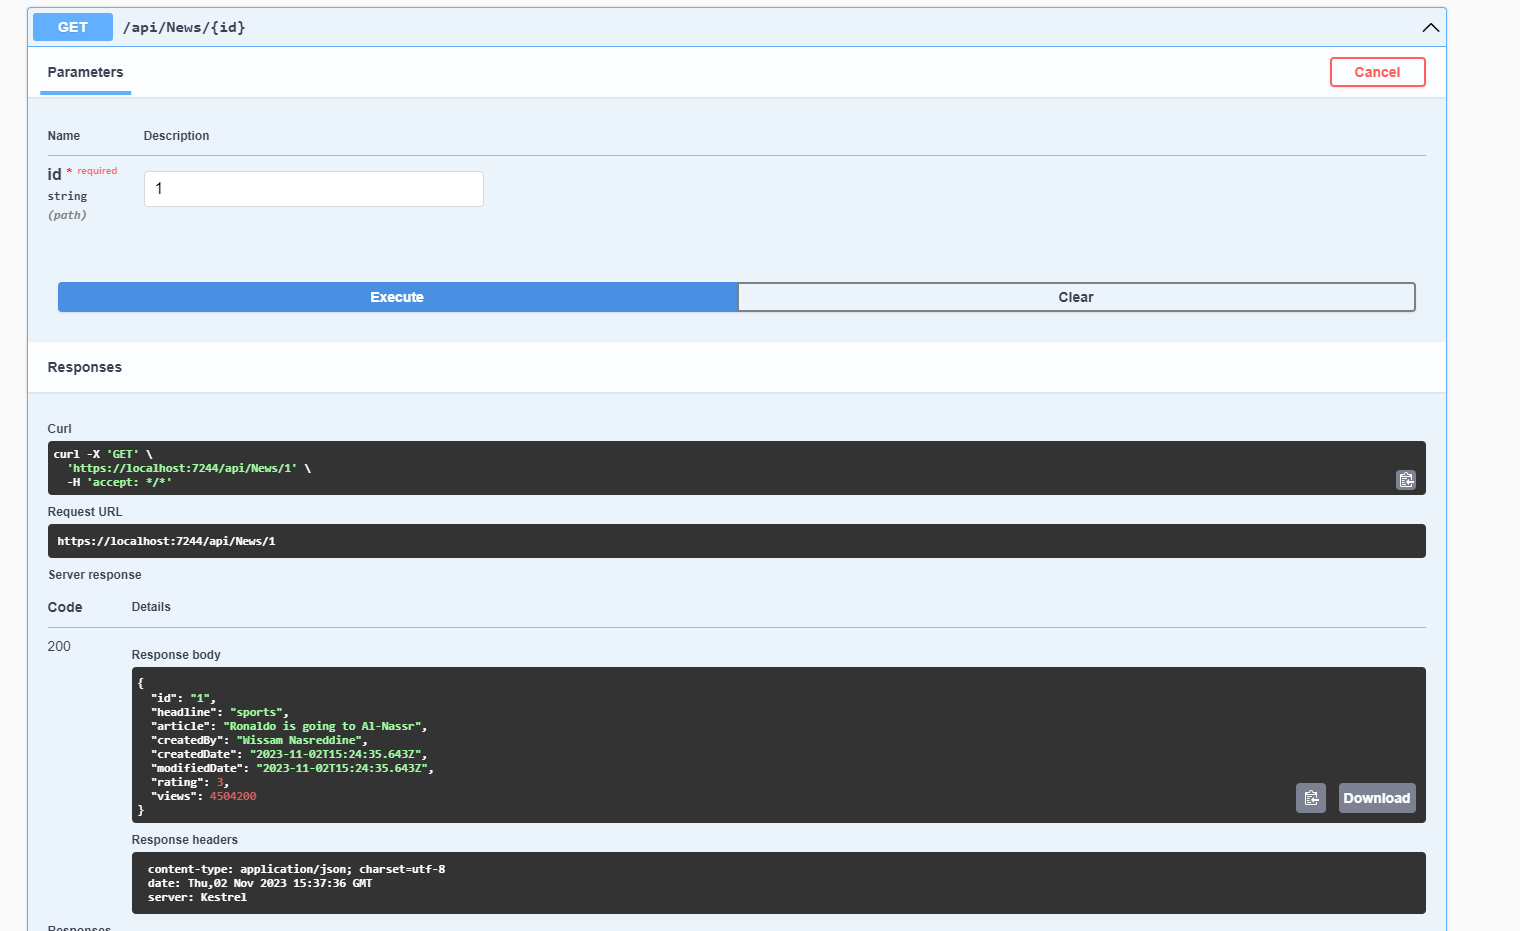 GET /api/News/{id}
Parameters
Cancel
Name Description
id * required
string
(path)
1
Execute
Clear
Responses
Curl
curl -X 'GET' \
'https://localhost:7244/api/News/1' \
-H 'accept: */*'
Request URL
https://localhost:7244/api/News/1
Server response
Code Details
200
Response body
{
"id": "1",
"headline": "sports",
"article": "Ronaldo is going to Al-Nassr",
"createdBy": "Wissam Nasreddine",
"createdDate": "2023-11-02T15:24:35.643Z",
"modifiedDate": "2023-11-02T15:24:35.643Z",
"rating": 3,
"views": 4504200
}
Download
Response headers
content-type: application/json; charset=utf-8
date: Thu,02 Nov 2023 15:37:36 GMT
server: Kestrel
Responses